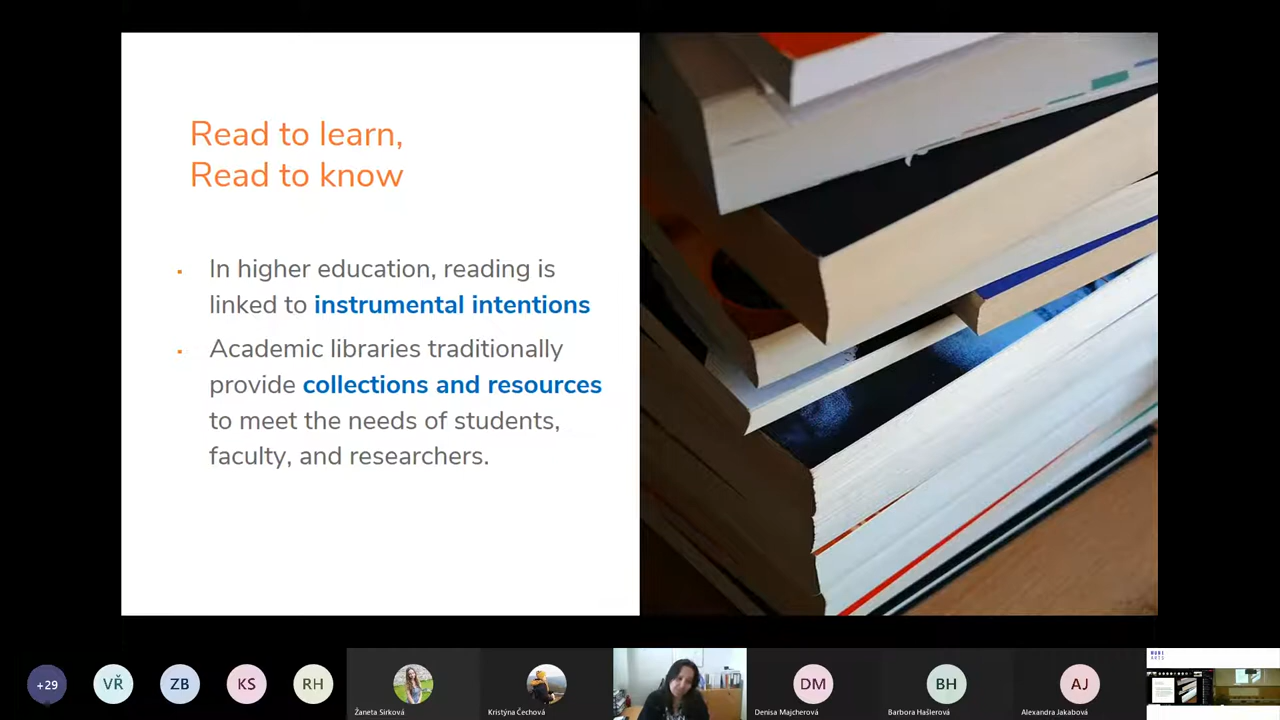 Read to learn,
Read to know
▪ In higher education, reading is
linked to instrumental intentions
▪ Academic libraries traditionally
provide collections and resources
to meet the needs of students,
faculty, and researchers.
+29
VŘ
ZB
KS
RH
Žaneta Sirková
Kristýna Čechová
DM
Denisa Majcherová
BH
Barbora Hašlerová
AJ
Alexandra Jakabová
MUNI
ARTS